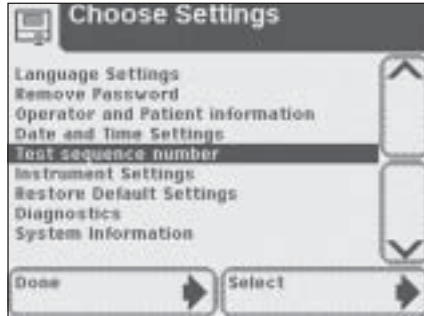 Choose Settings
Language Settings
Remove Password
Operator and Patient information
Date and Time Settings
Test sequence number
Instrument Settings
Restore Default Settings
Diagnostics
System Information
Done
Select